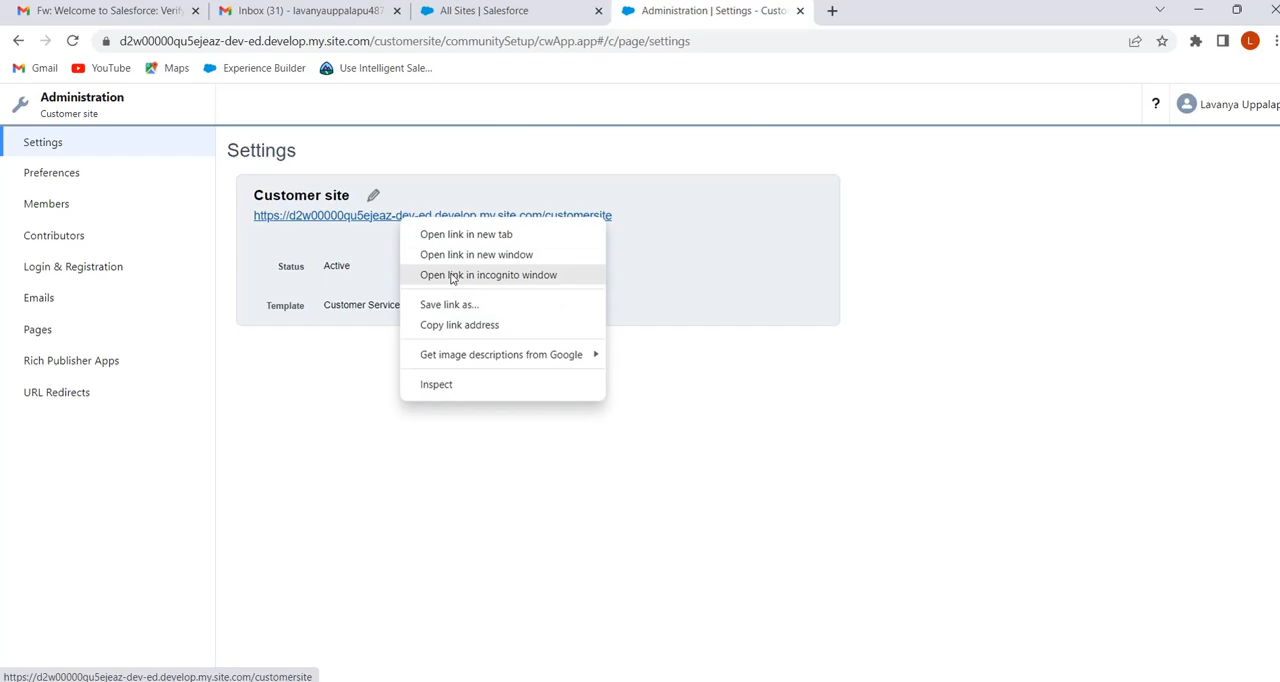 Fw: Welcome to Salesforce: Verify
Inbox (31) - lavanyauppalapu487
All Sites | Salesforce
Administration | Settings - Custo
d2w00000qu5ejeaz-dev-ed.develop.my.site.com/customersite/communitySetup/cwApp.app#/c/page/settings
L
Gmail
YouTube
Maps
Experience Builder
Use Intelligent Sale...
Administration
Customer site
?
Lavanya Uppalap
Settings
Preferences
Members
Contributors
Login & Registration
Emails
Pages
Rich Publisher Apps
URL Redirects
Settings
Customer site
https://d2w00000qu5ejeaz-dev-ed.develop.my.site.com/customersite
Status Active
Template Customer Service
Open link in new tab
Open link in new window
Open link in incognito window
Save link as...
Copy link address
Get image descriptions from Google
Inspect
https://d2w00000qu5ejeaz-dev-ed.develop.my.site.com/customersite